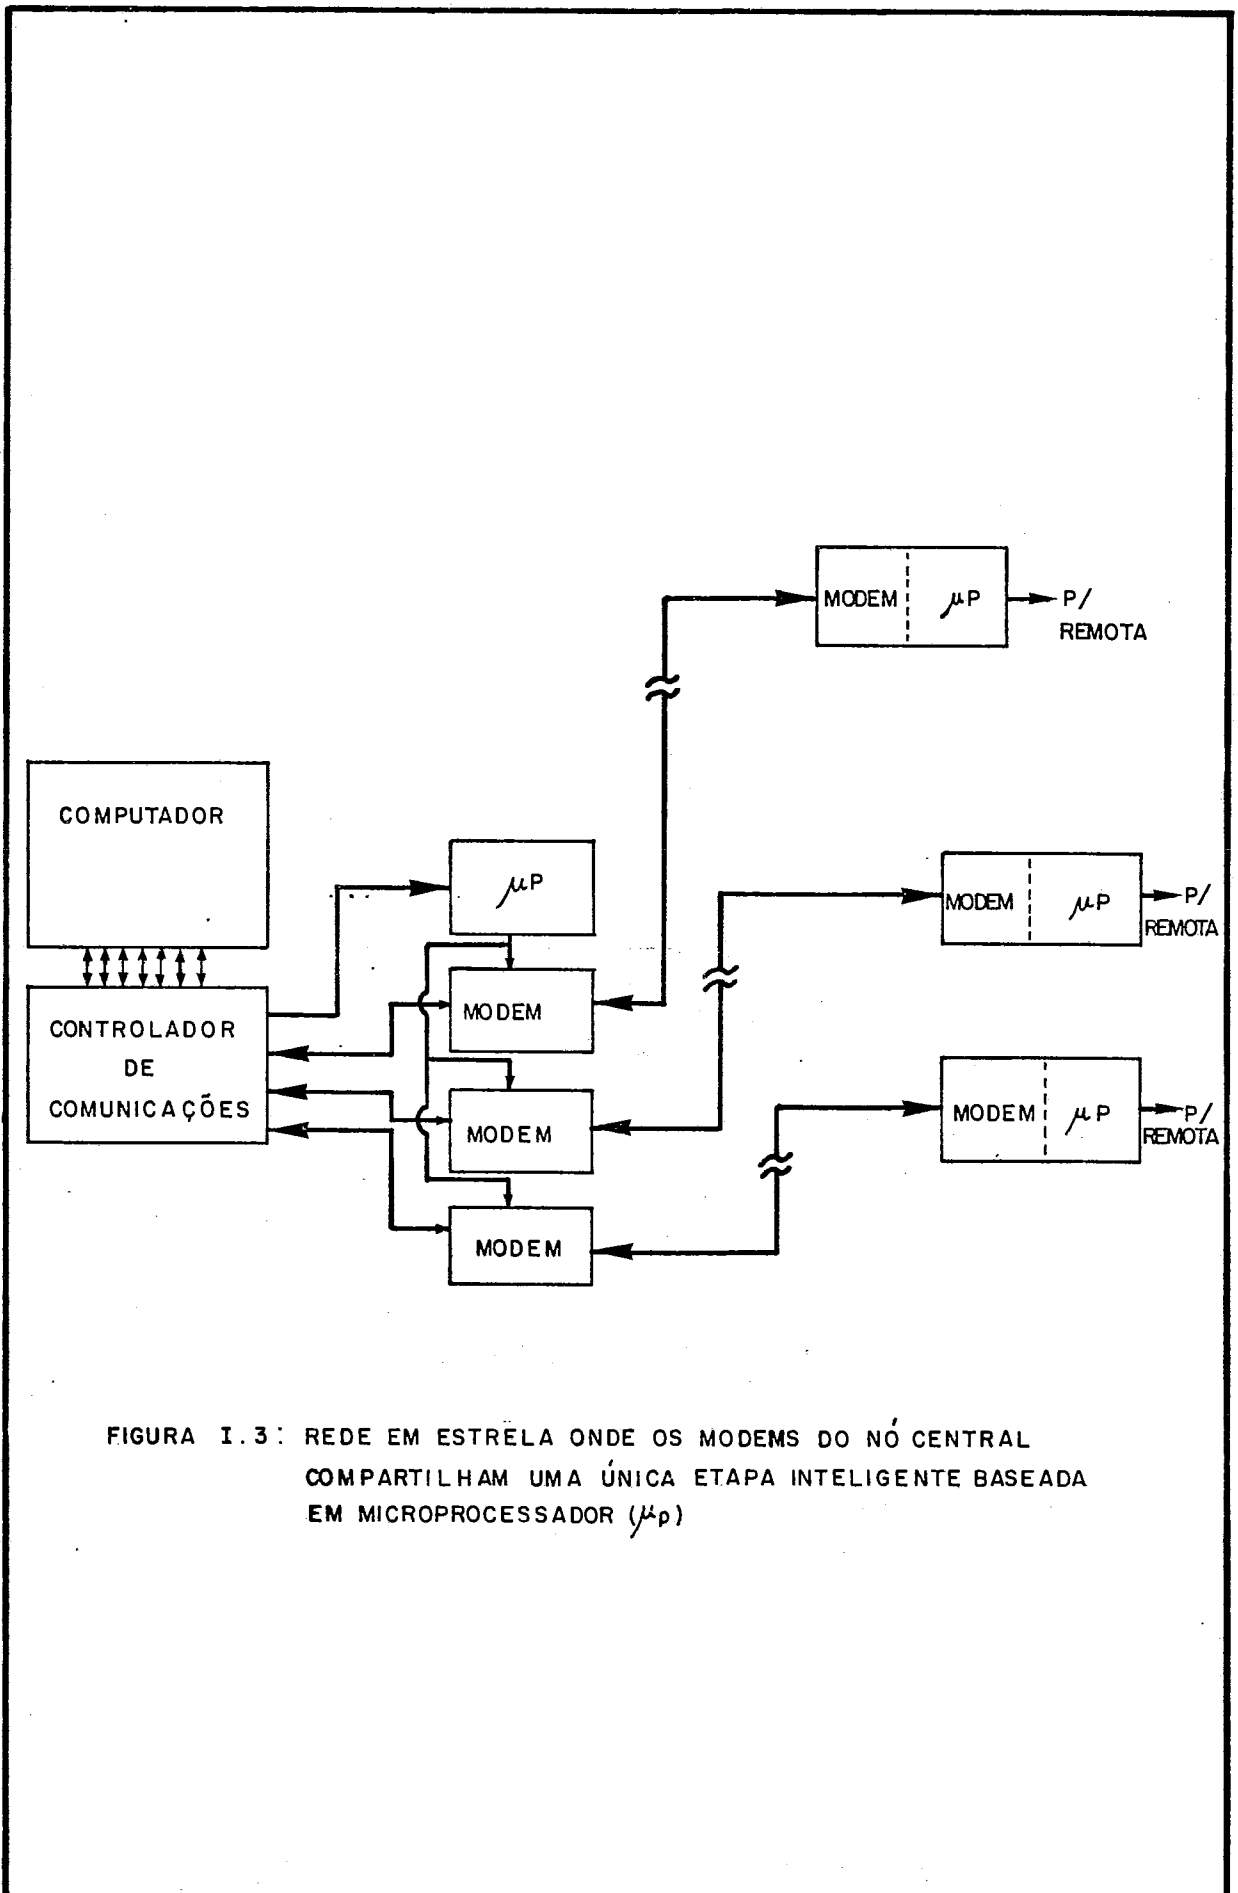 MODEM
μP
P/
REMOTA
COMPUTADOR
μP
MODEM
μP
P/
REMOTA
CONTROLADOR
DE
COMUNICAÇÕES
MODEM
MODEM
MODEM
MODEM
μP
P/
REMOTA
FIGURA I.3: REDE EM ESTRELA ONDE OS MODEMS DO NÓ CENTRAL
COMPARTILHAM UMA ÚNICA ETAPA INTELIGENTE BASEADA
EM MICROPROCESSADOR (μp)